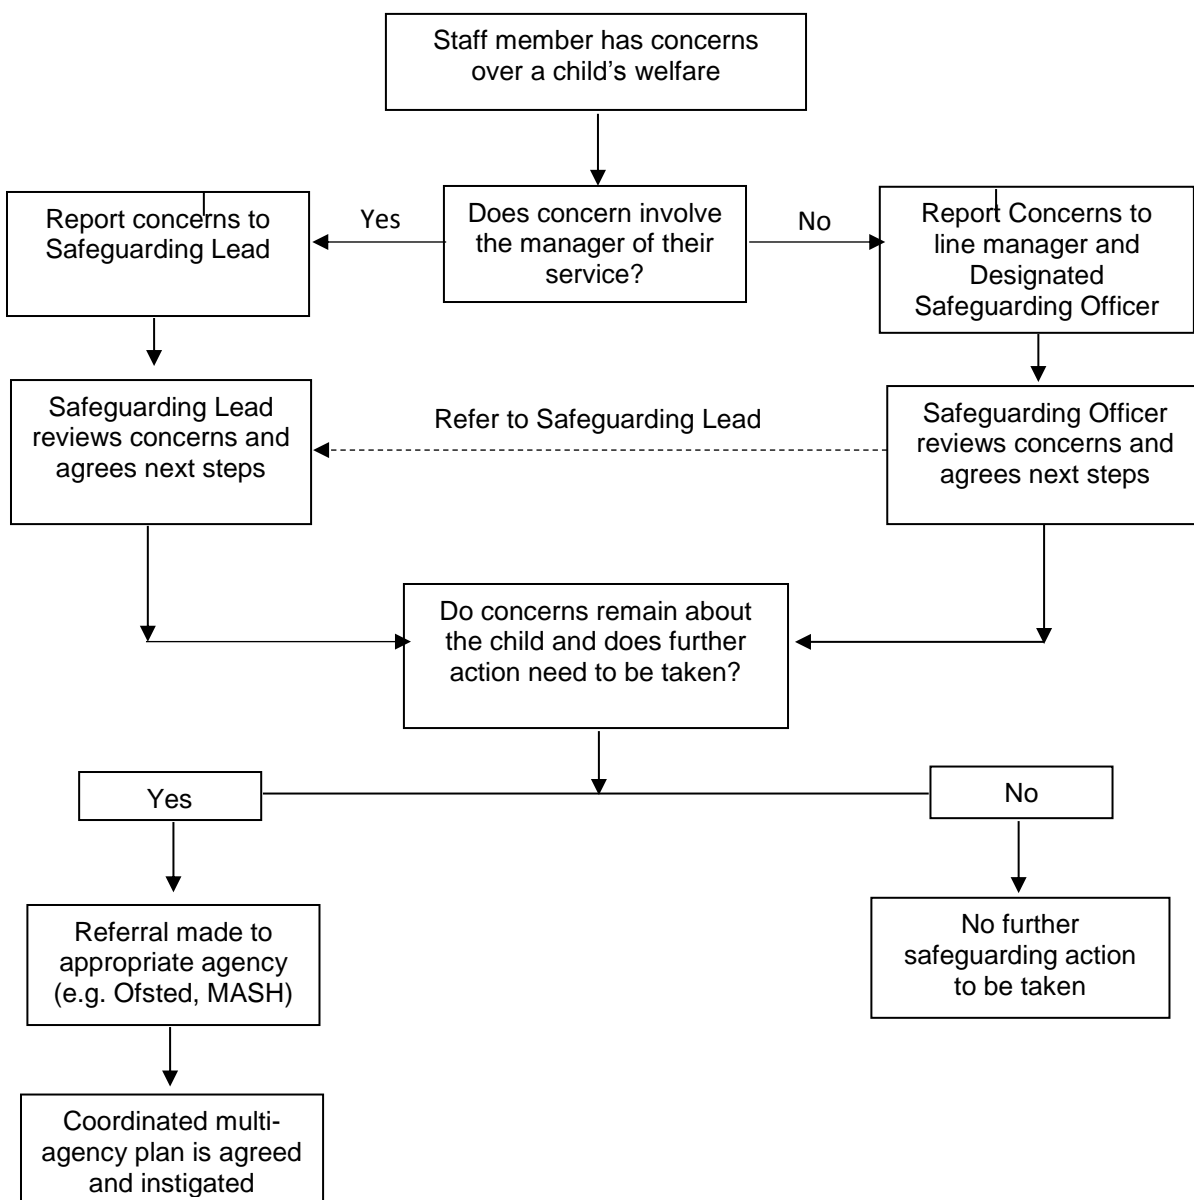 Staff member has concerns
over a child's welfare
Report concerns to
Safeguarding Lead
Yes
Does concern involve
the manager of their
service?
No
Report Concerns to
line manager and
Designated
Safeguarding Officer
Safeguarding Lead
reviews concerns and
agrees next steps
Refer to Safeguarding Lead
Safeguarding Officer
reviews concerns and
agrees next steps
Do concerns remain about
the child and does further
action need to be taken?
Yes
No
Referral made to
appropriate agency
(e.g. Ofsted, MASH)
No further
safeguarding action
to be taken
Coordinated multi-
agency plan is agreed
and instigated